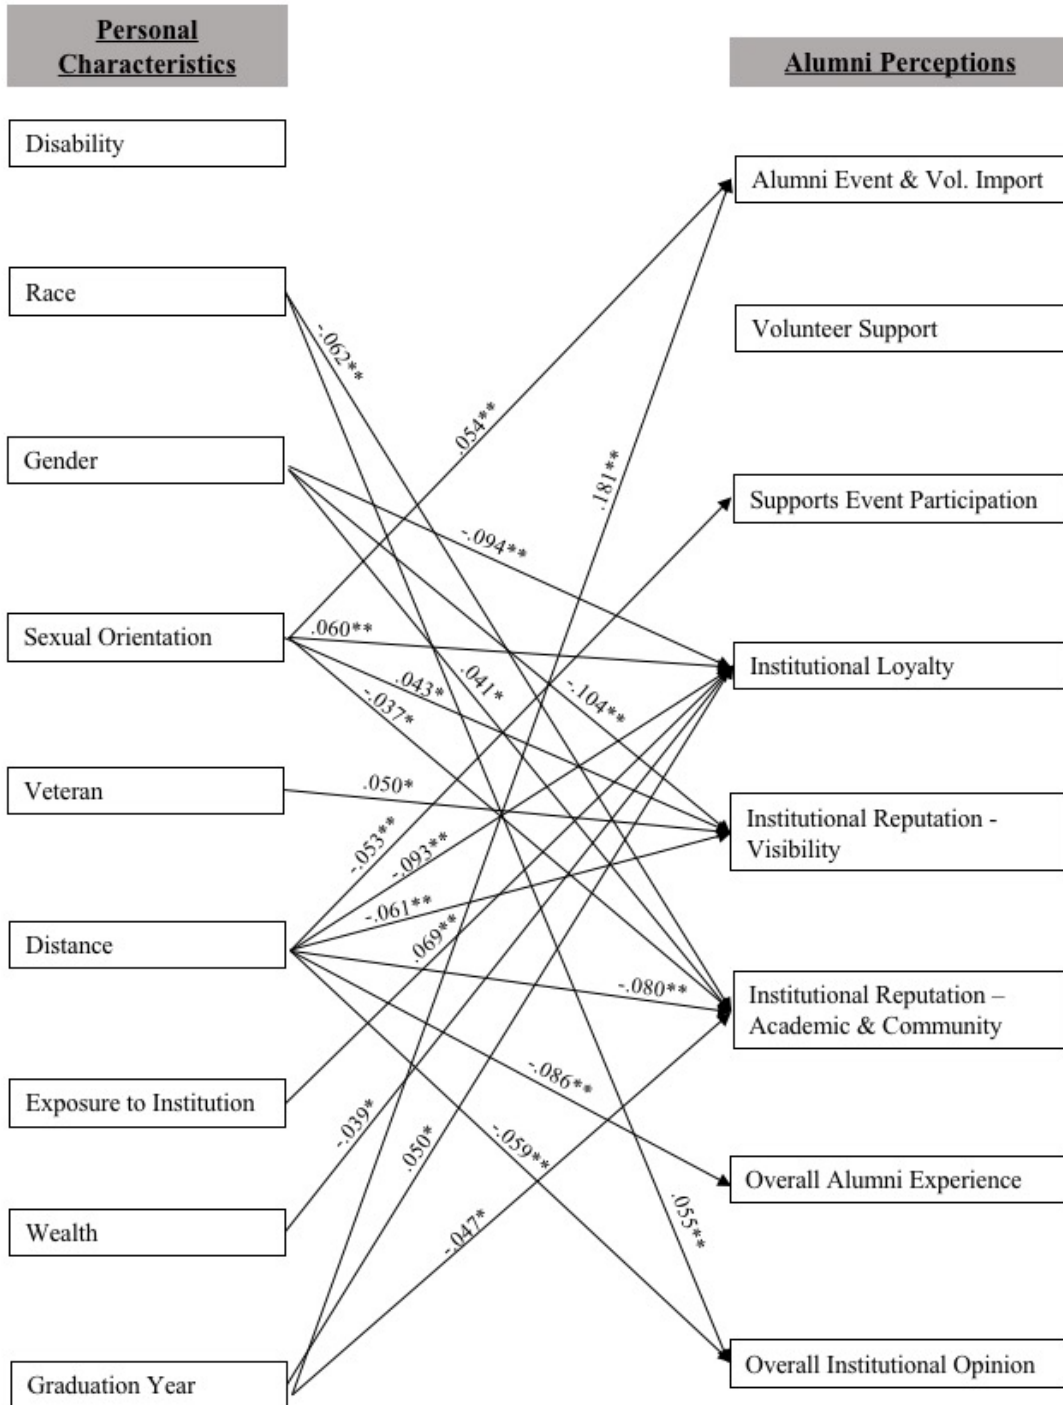 Personal
Characteristics
Alumni Perceptions
Disability
Alumni Event & Vol. Import
Race
Volunteer Support
-.062**
.054**
Gender
.181**
Supports Event Participation
-.094**
Sexual Orientation
.060**
Institutional Loyalty
.043*
.041*
-.104**
-.037*
Veteran
.050*
Institutional Reputation -
Visibility
-.053**
-.093**
-.061**
Distance
.069**
-.080**
Institutional Reputation –
Academic & Community
Exposure to Institution
-.086**
-.039*
.050*
-.059**
Overall Alumni Experience
Wealth
-.047*
.055**
Graduation Year
Overall Institutional Opinion